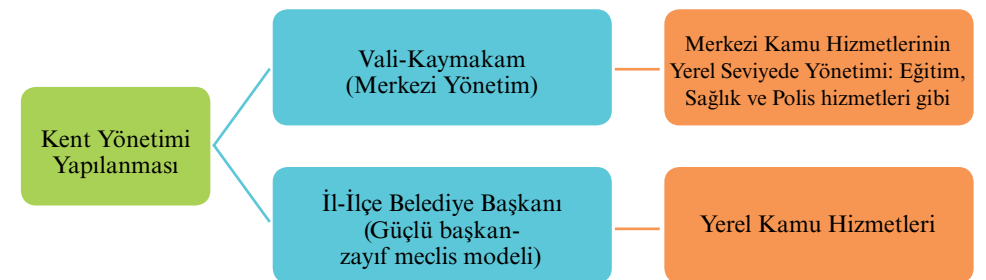 Kent Yönetimi
Yapılanması
Vali-Kaymakam
(Merkezi Yönetim)
Merkezi Kamu Hizmetlerinin
Yerel Seviyede Yönetimi: Eğitim,
Sağlık ve Polis hizmetleri gibi
İl-İlçe Belediye Başkanı
(Güçlü başkan-
zayıf meclis modeli)
Yerel Kamu Hizmetleri